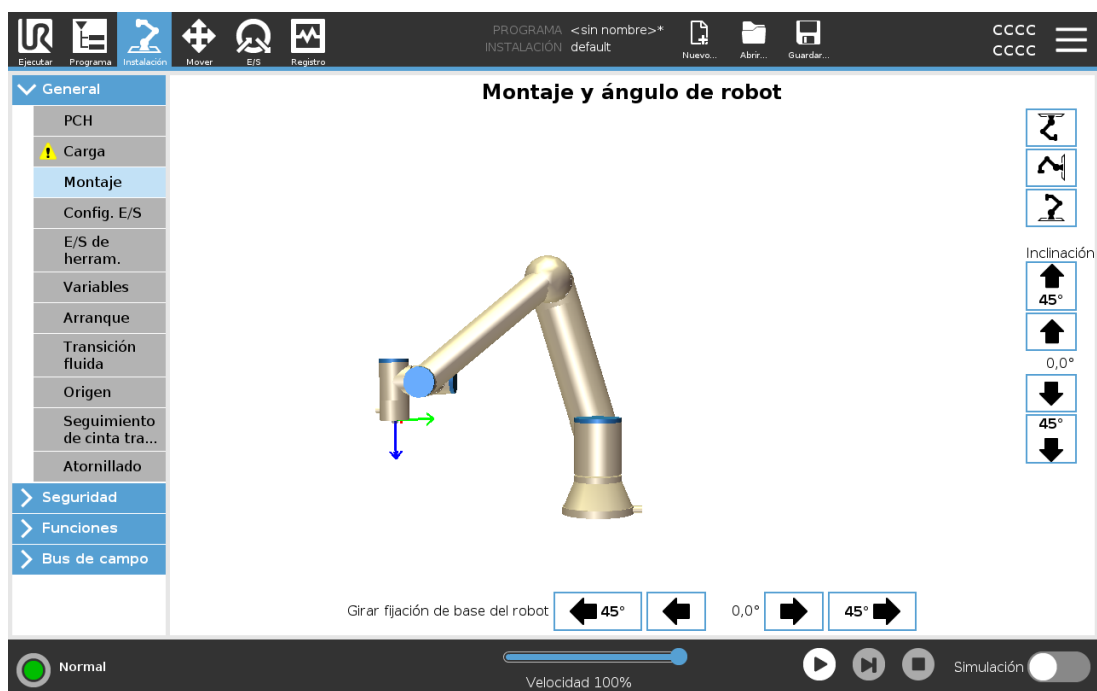 UR
Ejecutar
Programa
Instalación
Mover
E/S
Registro
PROGRAMA <sin nombre>*
INSTALACIÓN default
Nuevo...
Abrir...
Guardar...
CCCC
CCCC
General
PCH
Carga
Montaje
Config. E/S
E/S de
herram.
Variables
Arranque
Transición
fluida
Origen
Seguimiento
de cinta tra...
Atornillado
Seguridad
Funciones
Bus de campo
Montaje y ángulo de robot
Inclinación
45°
0,0°
45°
Girar fijación de base del robot
45°
0,0°
45°
Normal
Velocidad 100%
Simulación